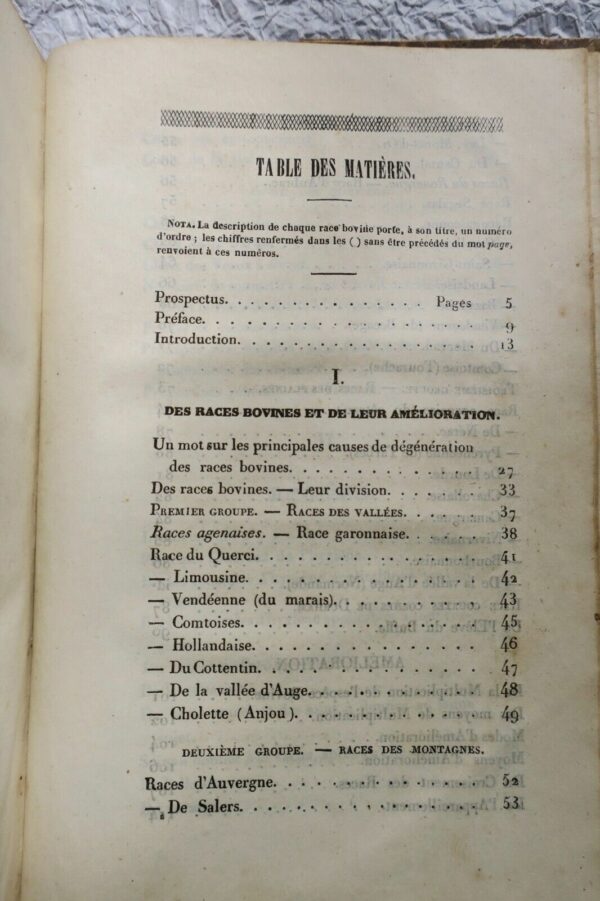 TABLE DES MATIÈRES.
NOTA. La description de chaque race bovine porte, à son titre, un numéro
d'ordre ; les chiffres renfermés dans les ( ) sans être précédés du mot page,
renvoient à ces numéros.
Prospectus. . . . . . . . . . . . . . . Pages 5
Préface. . . . . . . . . . . . . . . . 9
Introduction. . . . . . . . . . . . . . 13
I.
DES RACES BOVINES ET DE LEUR AMÉLIORATION.
Un mot sur les principales causes de dégénération
des races bovines. . . . . . . . . . . . 27
Des races bovines. — Leur division. . . . . . . 33
PREMIER GROUPE. — RACES DES VALLÉES. . . . . . 37
Races agenaises. — Race garonnaise. . . . . . 38
Race du Querci. . . . . . . . . . . . . 41
— Limousine. . . . . . . . . . . . . . 42
— Vendéenne (du marais). . . . . . . . . . 43
— Comtoises. . . . . . . . . . . . . . 45
— Hollandaise. . . . . . . . . . . . . 46
— Du Cottentin. . . . . . . . . . . . . 47
— De la vallée d'Auge. . . . . . . . . . . 48
— Cholette (Anjou). . . . . . . . . . . . 49
DEUXIÈME GROUPE. — RACES DES MONTAGNES.
Races d'Auvergne. . . . . . . . . . . . . 52
— De Salers. . . . . . . . . . . . . . 53